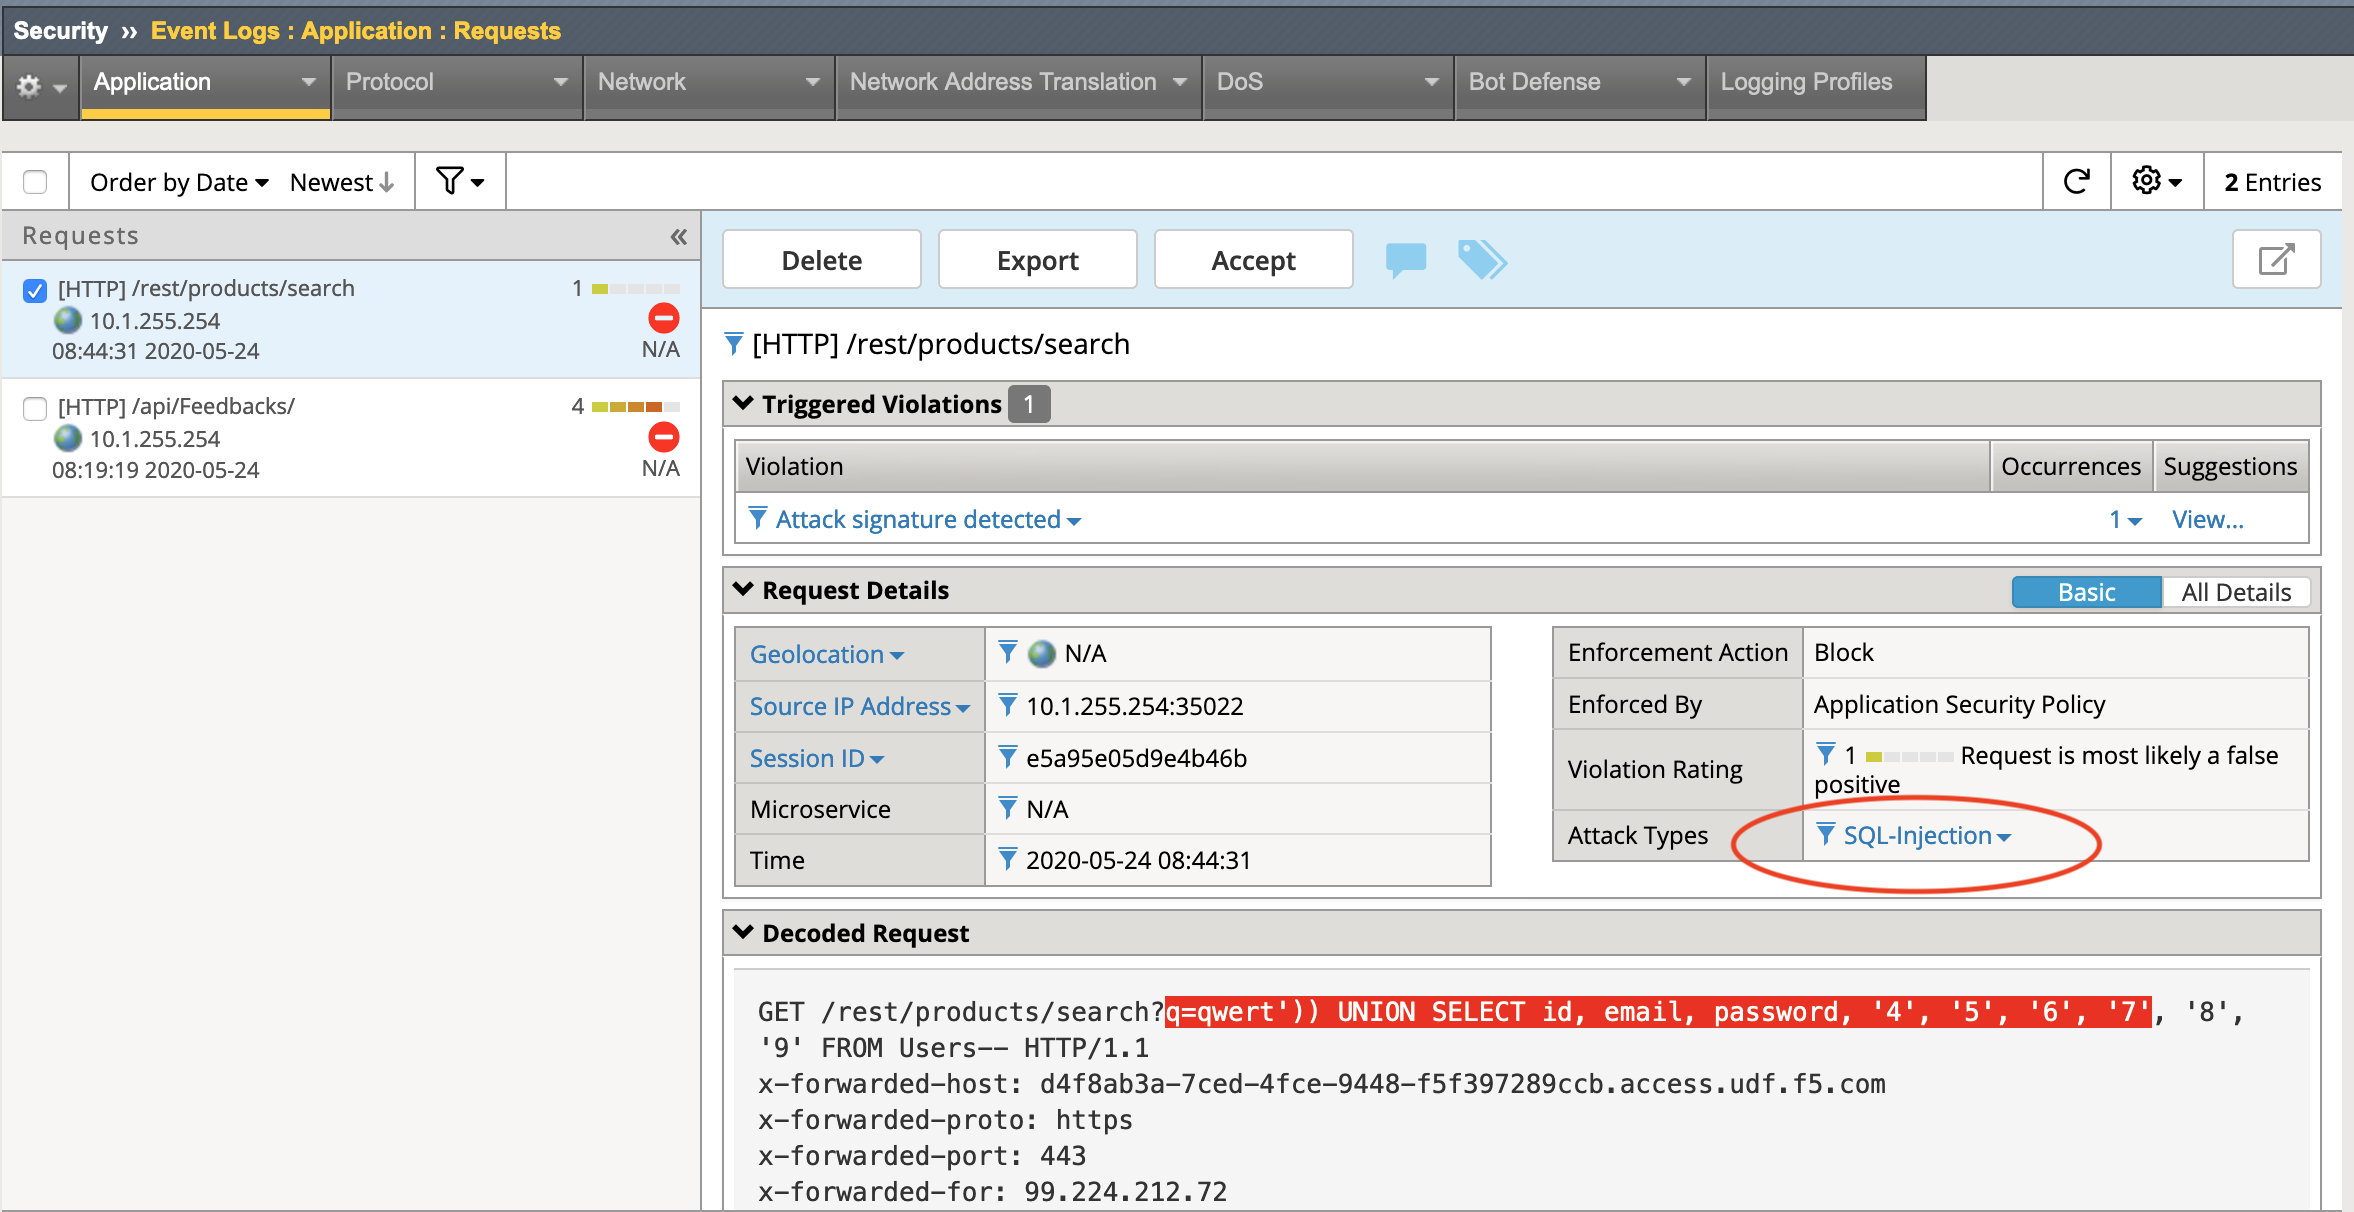 Security ›› Event Logs : Application : Requests
Application Protocol Network Network Address Translation DoS Bot Defense Logging Profiles
Order by Date Newest 2 Entries
Requests «
[HTTP] /rest/products/search 1
10.1.255.254
08:44:31 2020-05-24 N/A
[HTTP] /api/Feedbacks/ 4
10.1.255.254
08:19:19 2020-05-24 N/A
Delete Export Accept
[HTTP] /rest/products/search
Triggered Violations 1
Violation Occurrences Suggestions
Attack signature detected 1 View...
Request Details Basic All Details
Geolocation N/A
Source IP Address 10.1.255.254:35022
Session ID e5a95e05d9e4b46b
Microservice N/A
Time 2020-05-24 08:44:31
Enforcement Action Block
Enforced By Application Security Policy
Violation Rating 1 Request is most likely a false
positive
Attack Types SQL-Injection
Decoded Request
GET /rest/products/search?q=qwert')) UNION SELECT id, email, password, '4', '5', '6', '7', '8',
'9' FROM Users-- HTTP/1.1
x-forwarded-host: d4f8ab3a-7ced-4fce-9448-f5f397289ccb.access.udf.f5.com
x-forwarded-proto: https
x-forwarded-port: 443
x-forwarded-for: 99.224.212.72